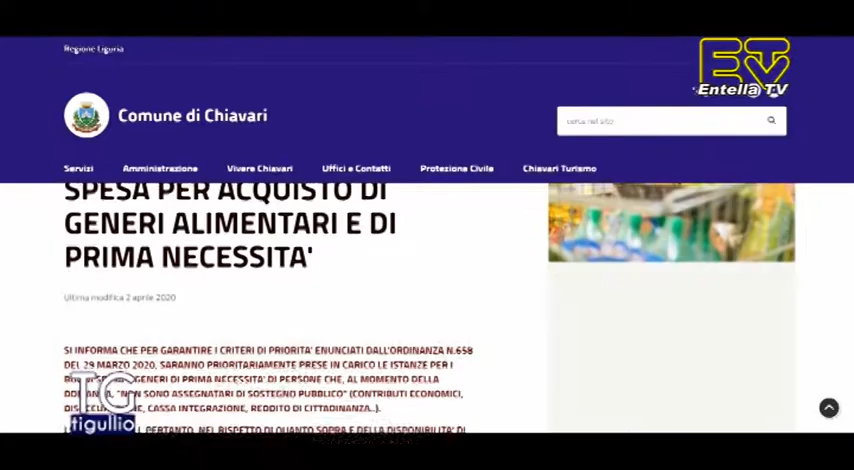 Regione Liguria
ETV
Entella TV
Comune di Chiavari
cerca nel sito
Servizi Amministrazione Vivere Chiavari Uffici e Contatti Protezione Civile Chiavari Turismo
SPESA PER ACQUISTO DI
GENERI ALIMENTARI E DI
PRIMA NECESSITA'
Ultima modifica 2 aprile 2020
SI INFORMA CHE PER GARANTIRE I CRITERI DI PRIORITA' ENUNCIATI DALL'ORDINANZA N.658
DEL 29 MARZO 2020, SARANNO PRIORITARIAMENTE PRESE IN CARICO LE ISTANZE PER I
GENERI DI PRIMA NECESSITA' DI PERSONE CHE, AL MOMENTO DELLA
"NON SONO ASSEGNATARI DI SOSTEGNO PUBBLICO" (CONTRIBUTI ECONOMICI,
CASSA INTEGRAZIONE, REDDITO DI CITTADINANZA..).
PERTANTO, NEL RISPETTO DI QUANTO SOPRA E DELLA DISPONIBILITA' DI
TG
tigullio